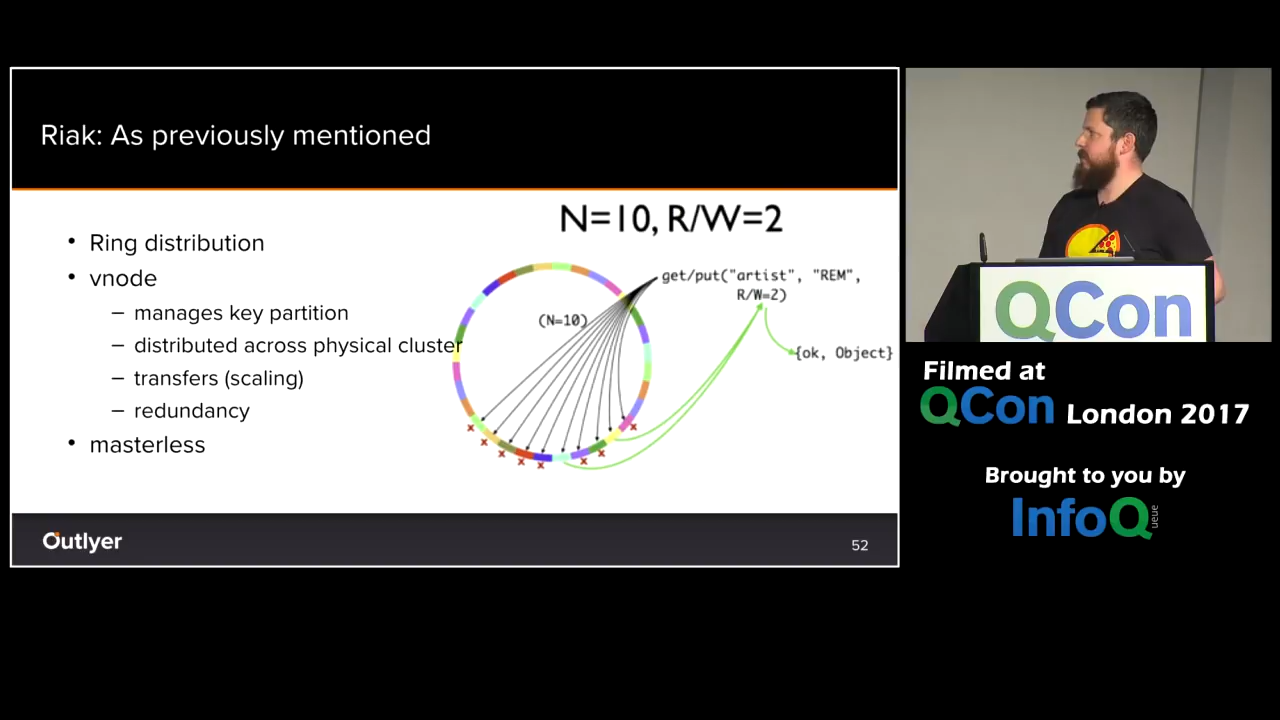 Riak: As previously mentioned
• Ring distribution
• vnode
– manages key partition
– distributed across physical cluster
– transfers (scaling)
– redundancy
• masterless
N=10, R/W=2
get/put("artist", "REM",
R/W=2)
(N=10)
{ok, Object}
x
x
x
x
x
x
x
x
Outlyer
52
QCon
Filmed at
QCon London 2017
Brought to you by
InfoQ
ueue